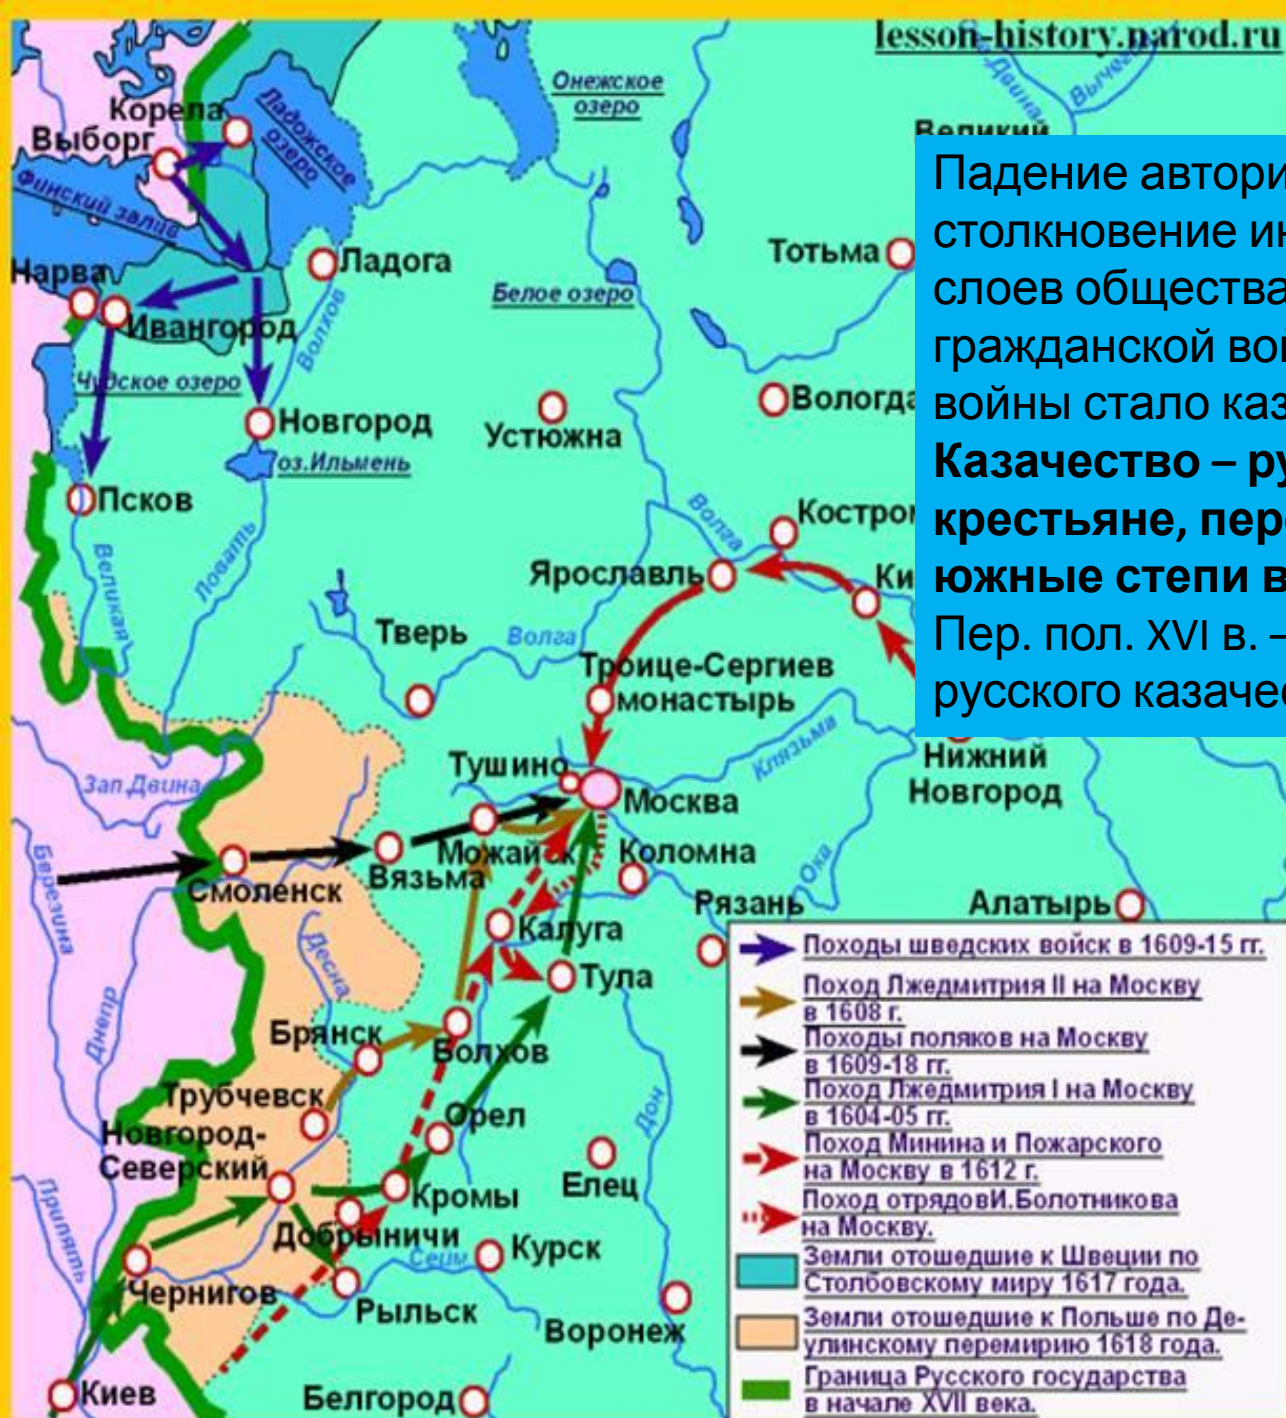 lesson-history.narod.ru
Онежское
озеро
Вычег
Корела
Ладожское
озеро
Выборг
Великий
Финский залив
Падение автори
столкновение ин
слоев общества
гражданской во
войны стало каз
Казачество – ру
крестьяне, пер
южные степи в
Пер. пол. XVI в. –
русского казачес
Тотьма
Ладога
Нарва
Белое озеро
Ивангород
Волхов
Чудское озеро
Вологда
Новгород
Устюжна
оз.Ильмень
Псков
Волга
Костром
Великая
Ловать
Ярославль
Ки
Тверь
Волга
Троице-Сергиев
монастырь
Клязьма
Нижний
Новгород
Тушино
Зап.Двина
Москва
Можайск
Коломна
Вязьма
Смоленск
Березина
Ока
Рязань
Алатырь
Калуга
Десна
Тула
Днепр
Брянск
Болхов
Трубчевск
Орел
Дон
Новгород-
Северский
Кромы
Елец
Припять
Добрыничи
Сейм
Курск
Чернигов
Рыльск
Воронеж
Киев
Белгород
Походы шведских войск в 1609-15 гг.
Поход Лжедмитрия II на Москву
в 1608 г.
Походы поляков на Москву
в 1609-18 гг.
Поход Лжедмитрия I на Москву
в 1604-05 гг.
Поход Минина и Пожарского
на Москву в 1612 г.
Поход отрядовИ.Болотникова
на Москву.
Земли отошедшие к Швеции по
Столбовскому миру 1617 года.
Земли отошедшие к Польше по Де-
улинскому перемирию 1618 года.
Граница Русского государства
в начале XVII века.